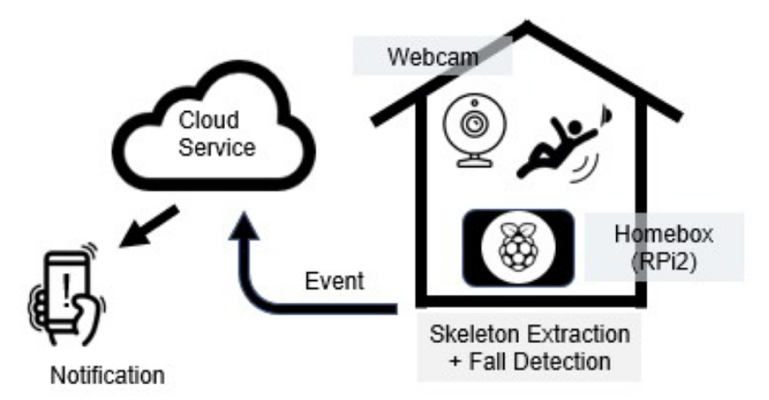 Webcam
Cloud
Service
Homebox
(RPi2)
Event
Skeleton Extraction
+ Fall Detection
!
Notification